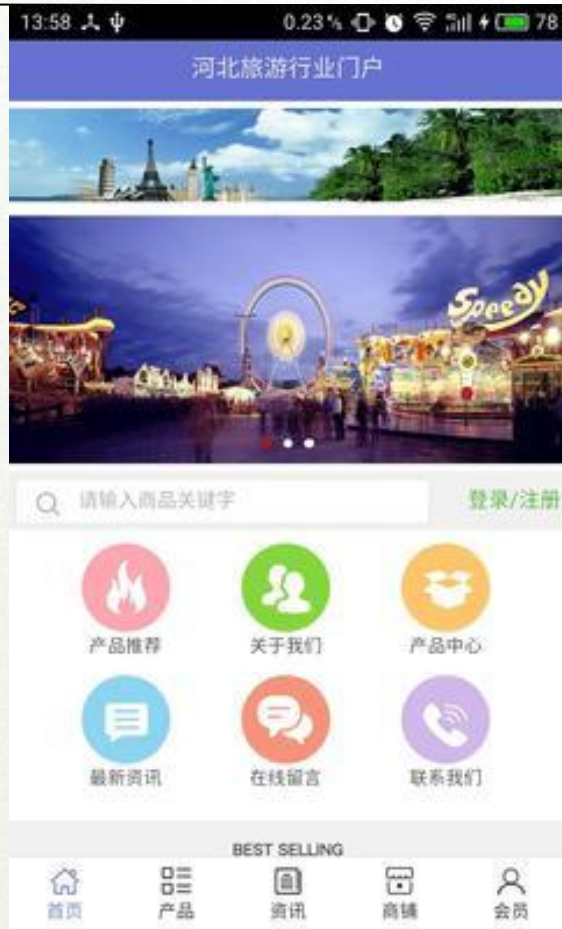 13:58 0.23% 78
河北旅游行业门户
Speedy
请输入商品关键字 登录/注册
产品推荐 关于我们 产品中心
最新资讯 在线留言 联系我们
BEST SELLING
首页 产品 资讯 商铺 会员